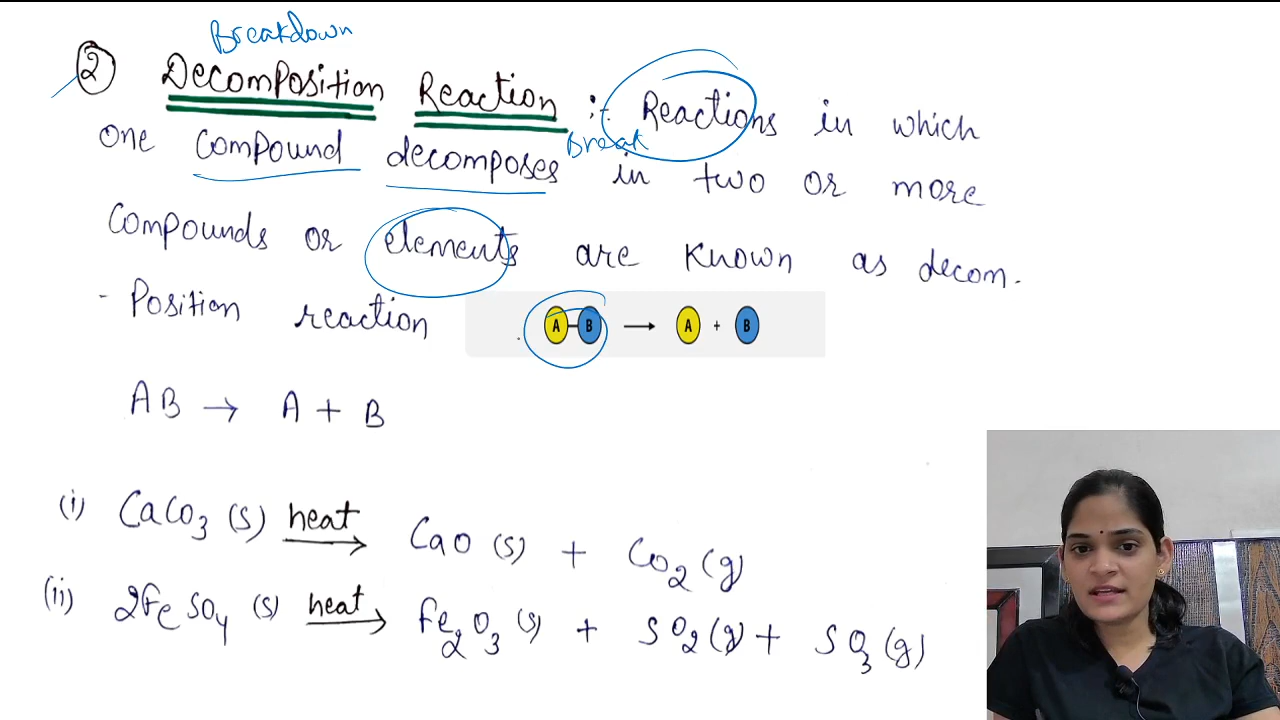 Breakdown
② Decomposition Reaction :- Reactions in which
one compound decomposes in two or more
Break
compounds or elements are known as decom.
- Position reaction
A-B → A + B
AB → A + B
(i) CaCO₃ (s) heat → CaO (s) + CO₂ (g)
(ii) 2FeSO₄ (s) heat → Fe₂O₃ (s) + SO₂ (g) + SO₃ (g)